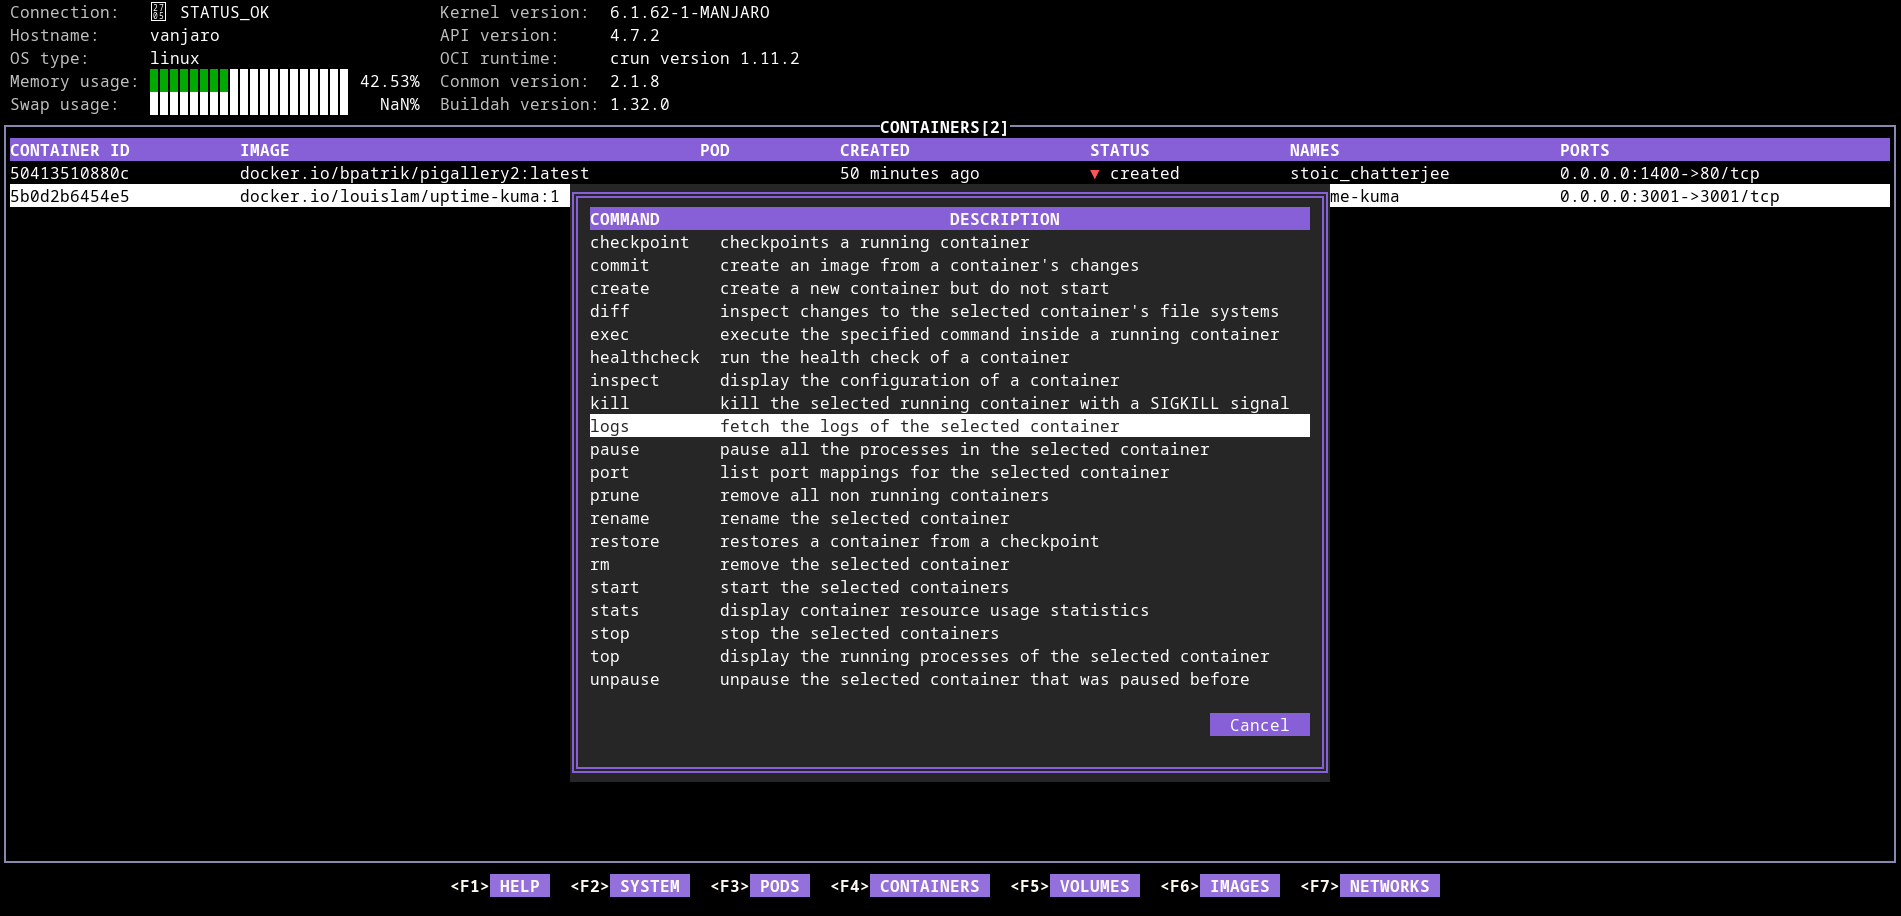 Connection: STATUS_OK Kernel version: 6.1.62-1-MANJARO
Hostname: vanjaro API version: 4.7.2
OS type: linux OCI runtime: crun version 1.11.2
Memory usage: 42.53% Conmon version: 2.1.8
Swap usage: NaN% Buildah version: 1.32.0
CONTAINERS[2]
CONTAINER ID IMAGE POD CREATED STATUS NAMES PORTS
50413510880c docker.io/bpatrik/pigallery2:latest 50 minutes ago ▼ created stoic_chatterjee 0.0.0.0:1400->80/tcp
5b0d2b6454e5 docker.io/louislam/uptime-kuma:1 me-kuma 0.0.0.0:3001->3001/tcp
COMMAND DESCRIPTION
checkpoint checkpoints a running container
commit create an image from a container's changes
create create a new container but do not start
diff inspect changes to the selected container's file systems
exec execute the specified command inside a running container
healthcheck run the health check of a container
inspect display the configuration of a container
kill kill the selected running container with a SIGKILL signal
logs fetch the logs of the selected container
pause pause all the processes in the selected container
port list port mappings for the selected container
prune remove all non running containers
rename rename the selected container
restore restores a container from a checkpoint
rm remove the selected container
start start the selected containers
stats display container resource usage statistics
stop stop the selected containers
top display the running processes of the selected container
unpause unpause the selected container that was paused before
Cancel
<F1> HELP <F2> SYSTEM <F3> PODS <F4> CONTAINERS <F5> VOLUMES <F6> IMAGES <F7> NETWORKS